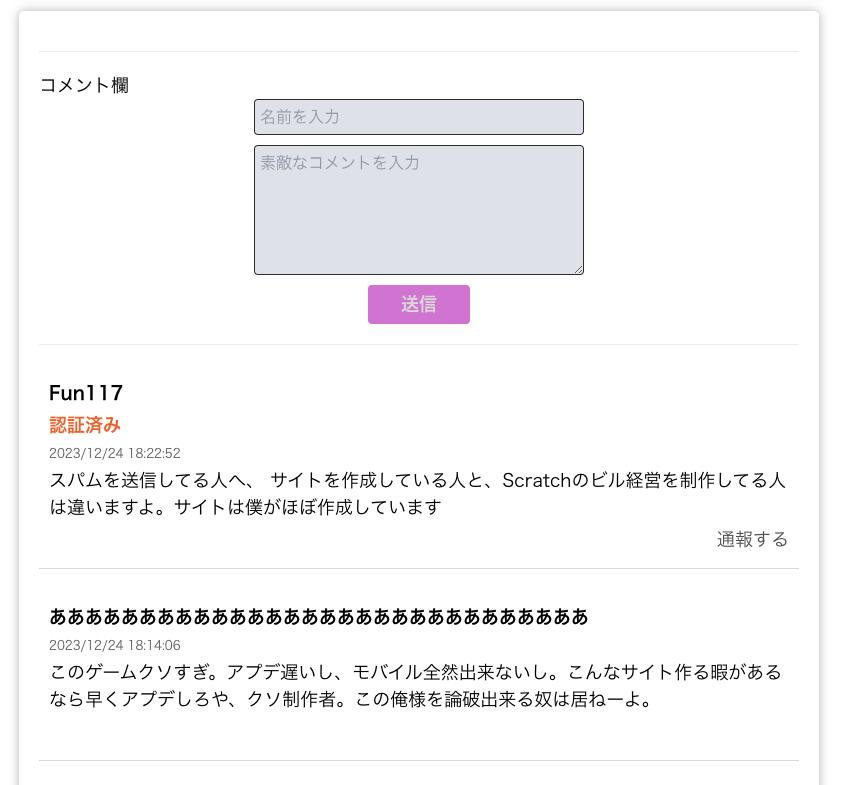 コメント欄
名前を入力
素敵なコメントを入力
送信
Fun117
認証済み
2023/12/24 18:22:52
スパムを送信してる人へ、 サイトを作成している人と、Scratchのビル経営を制作してる人
は違いますよ。サイトは僕がほぼ作成しています
通報する
ああああああああああああああああああああああああああああああ
2023/12/24 18:14:06
このゲームクソすぎ。アプデ遅いし、モバイル全然出来ないし。こんなサイト作る暇がある
なら早くアプデしろや、クソ制作者。この俺様を論破出来る奴は居ねーよ。